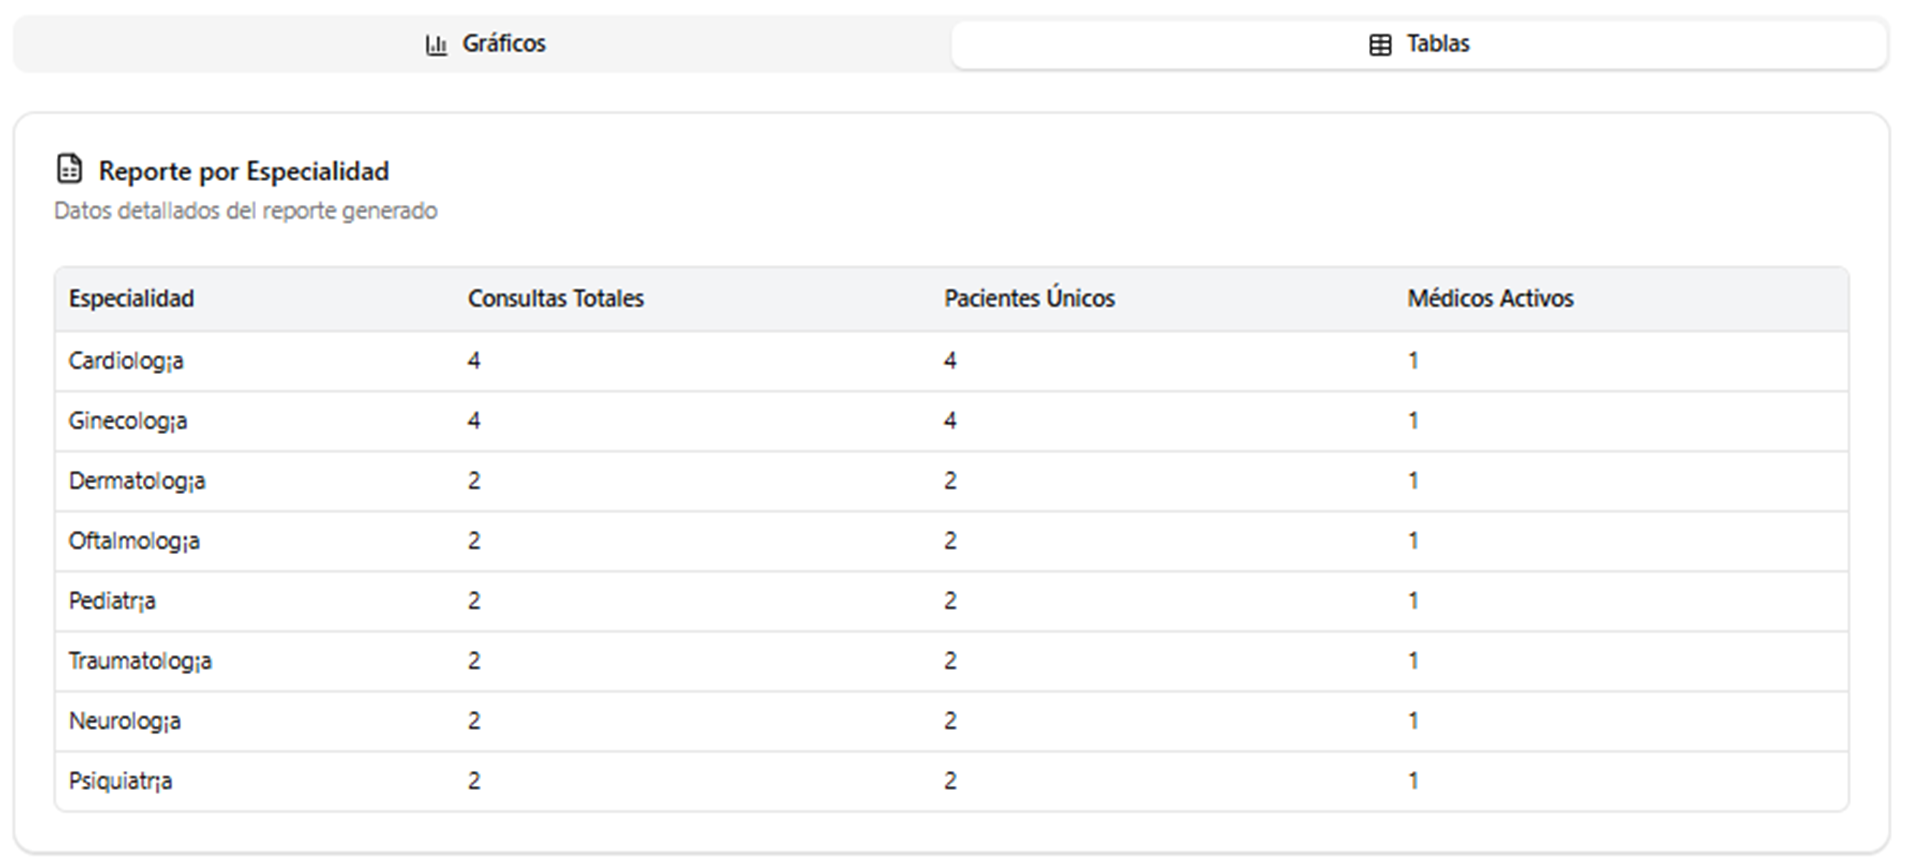 Gráficos Tablas
Reporte por Especialidad
Datos detallados del reporte generado
Especialidad Consultas Totales Pacientes Únicos Médicos Activos
Cardiolog¡a 4 4 1
Ginecolog¡a 4 4 1
Dermatolog¡a 2 2 1
Oftalmolog¡a 2 2 1
Pediatr¡a 2 2 1
Traumatolog¡a 2 2 1
Neurolog¡a 2 2 1
Psiquiatr¡a 2 2 1